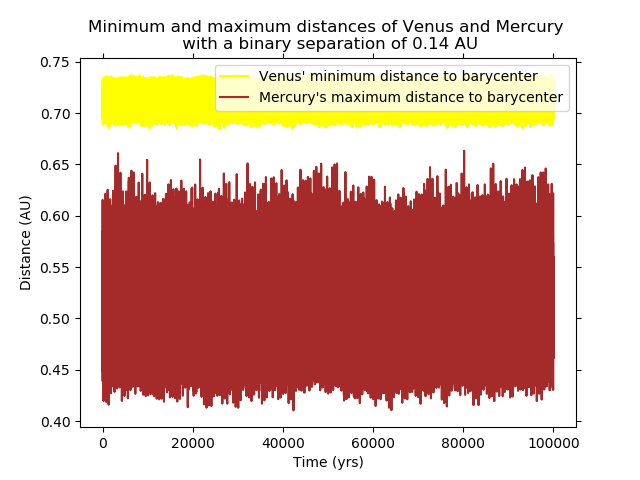 Minimum and maximum distances of Venus and Mercury
with a binary separation of 0.14 AU
Venus' minimum distance to barycenter
Mercury's maximum distance to barycenter
Distance (AU)
0.75
0.70
0.65
0.60
0.55
0.50
0.45
0.40
0 20000 40000 60000 80000 100000
Time (yrs)